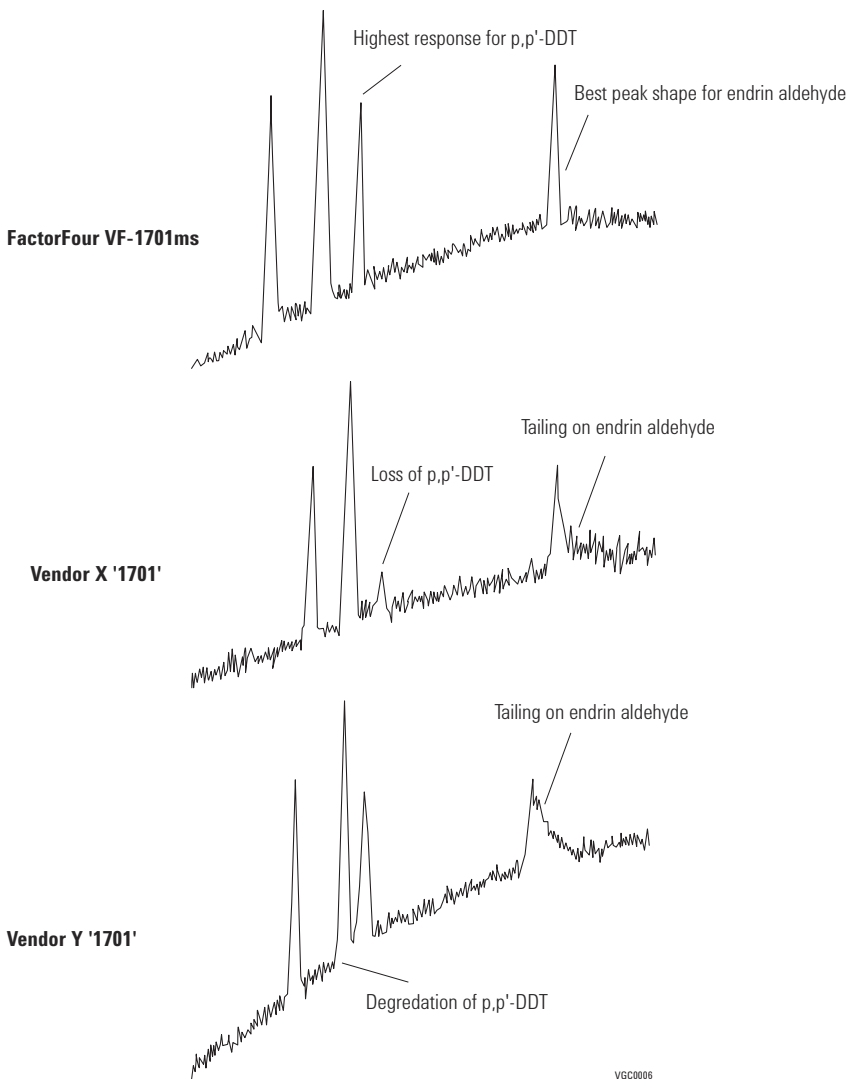 Highest response for p,p'-DDT
Best peak shape for endrin aldehyde
FactorFour VF-1701ms
Tailing on endrin aldehyde
Loss of p,p'-DDT
Vendor X '1701'
Tailing on endrin aldehyde
Vendor Y '1701'
Degredation of p,p'-DDT
VGC0006